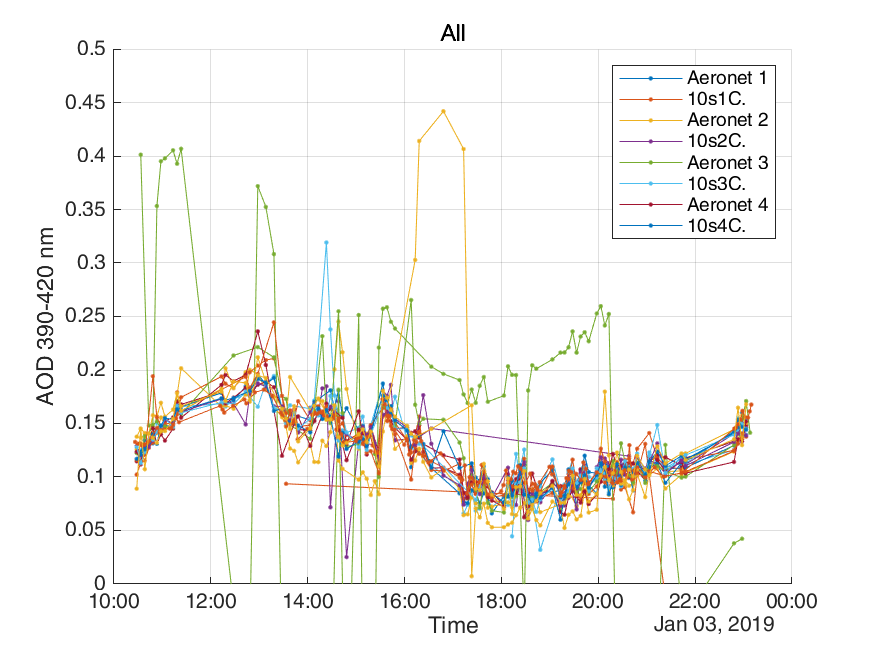 All
0.5
0.45
0.4
0.35
0.3
0.25
0.2
0.15
0.1
0.05
0
AOD 390-420 nm
Aeronet 1
10s1C.
Aeronet 2
10s2C.
Aeronet 3
10s3C.
Aeronet 4
10s4C.
10:00 12:00 14:00 16:00 18:00 20:00 22:00 00:00
Time
Jan 03, 2019